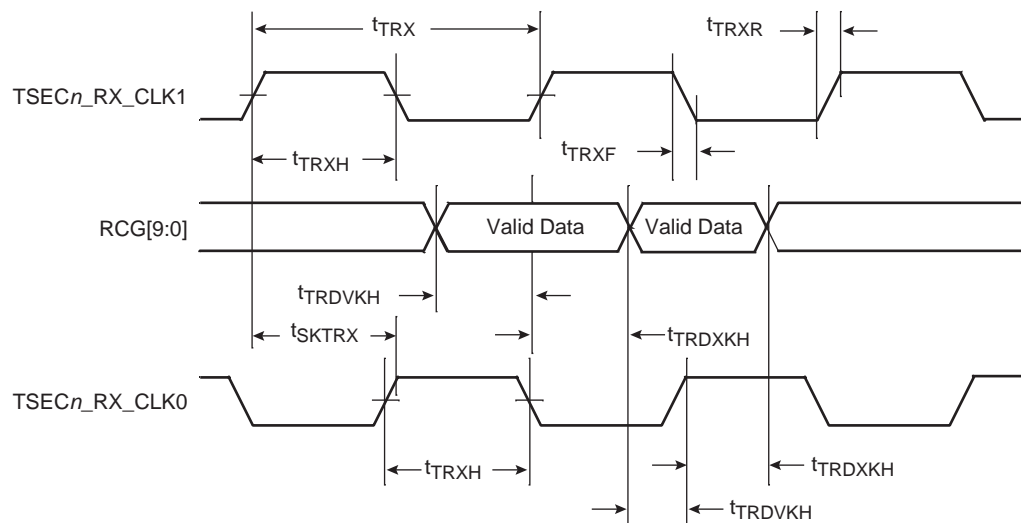 tTRX
tTRXR
TSECn_RX_CLK1
tTRXH
tTRXF
RCG[9:0]
Valid Data
Valid Data
tTRDVKH
tSKTRX
tTRDXKH
TSECn_RX_CLK0
tTRXH
tTRDXKH
tTRDVKH